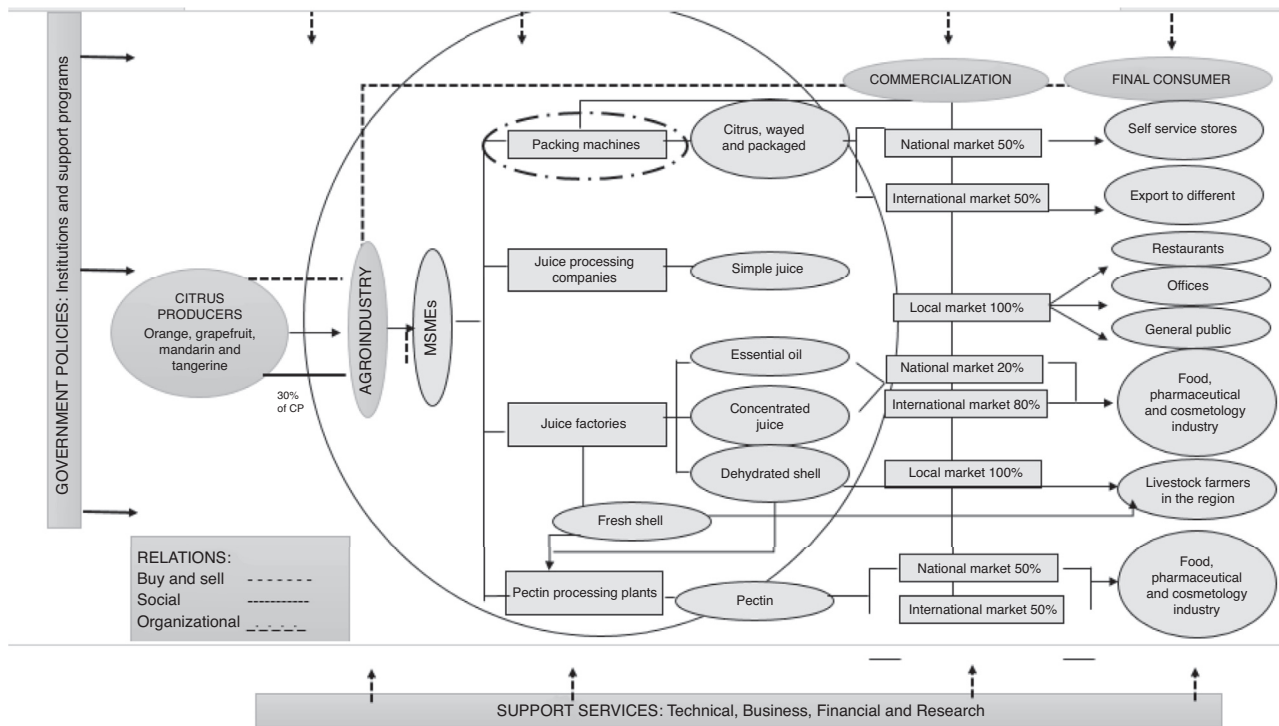 GOVERNMENT POLICIES: Institutions and support programs
CITRUS
PRODUCERS
Orange, grapefruit,
mandarin and
tangerine
30%
of CP
AGROINDUSTRY
MSMEs
Packing machines
Juice processing
companies
Juice factories
Fresh shell
Pectin processing plants
Citrus, wayed
and packaged
Simple juice
Essential oil
Concentrated
juice
Dehydrated shell
Pectin
COMMERCIALIZATION
National market 50%
International market 50%
Local market 100%
National market 20%
International market 80%
Local market 100%
National market 50%
International market 50%
FINAL CONSUMER
Self service stores
Export to different
Restaurants
Offices
General public
Food,
pharmaceutical
and cosmetology
industry
Livestock farmers
in the region
Food,
pharmaceutical
and cosmetology
industry
RELATIONS:
Buy and sell
Social
Organizational
SUPPORT SERVICES: Technical, Business, Financial and Research